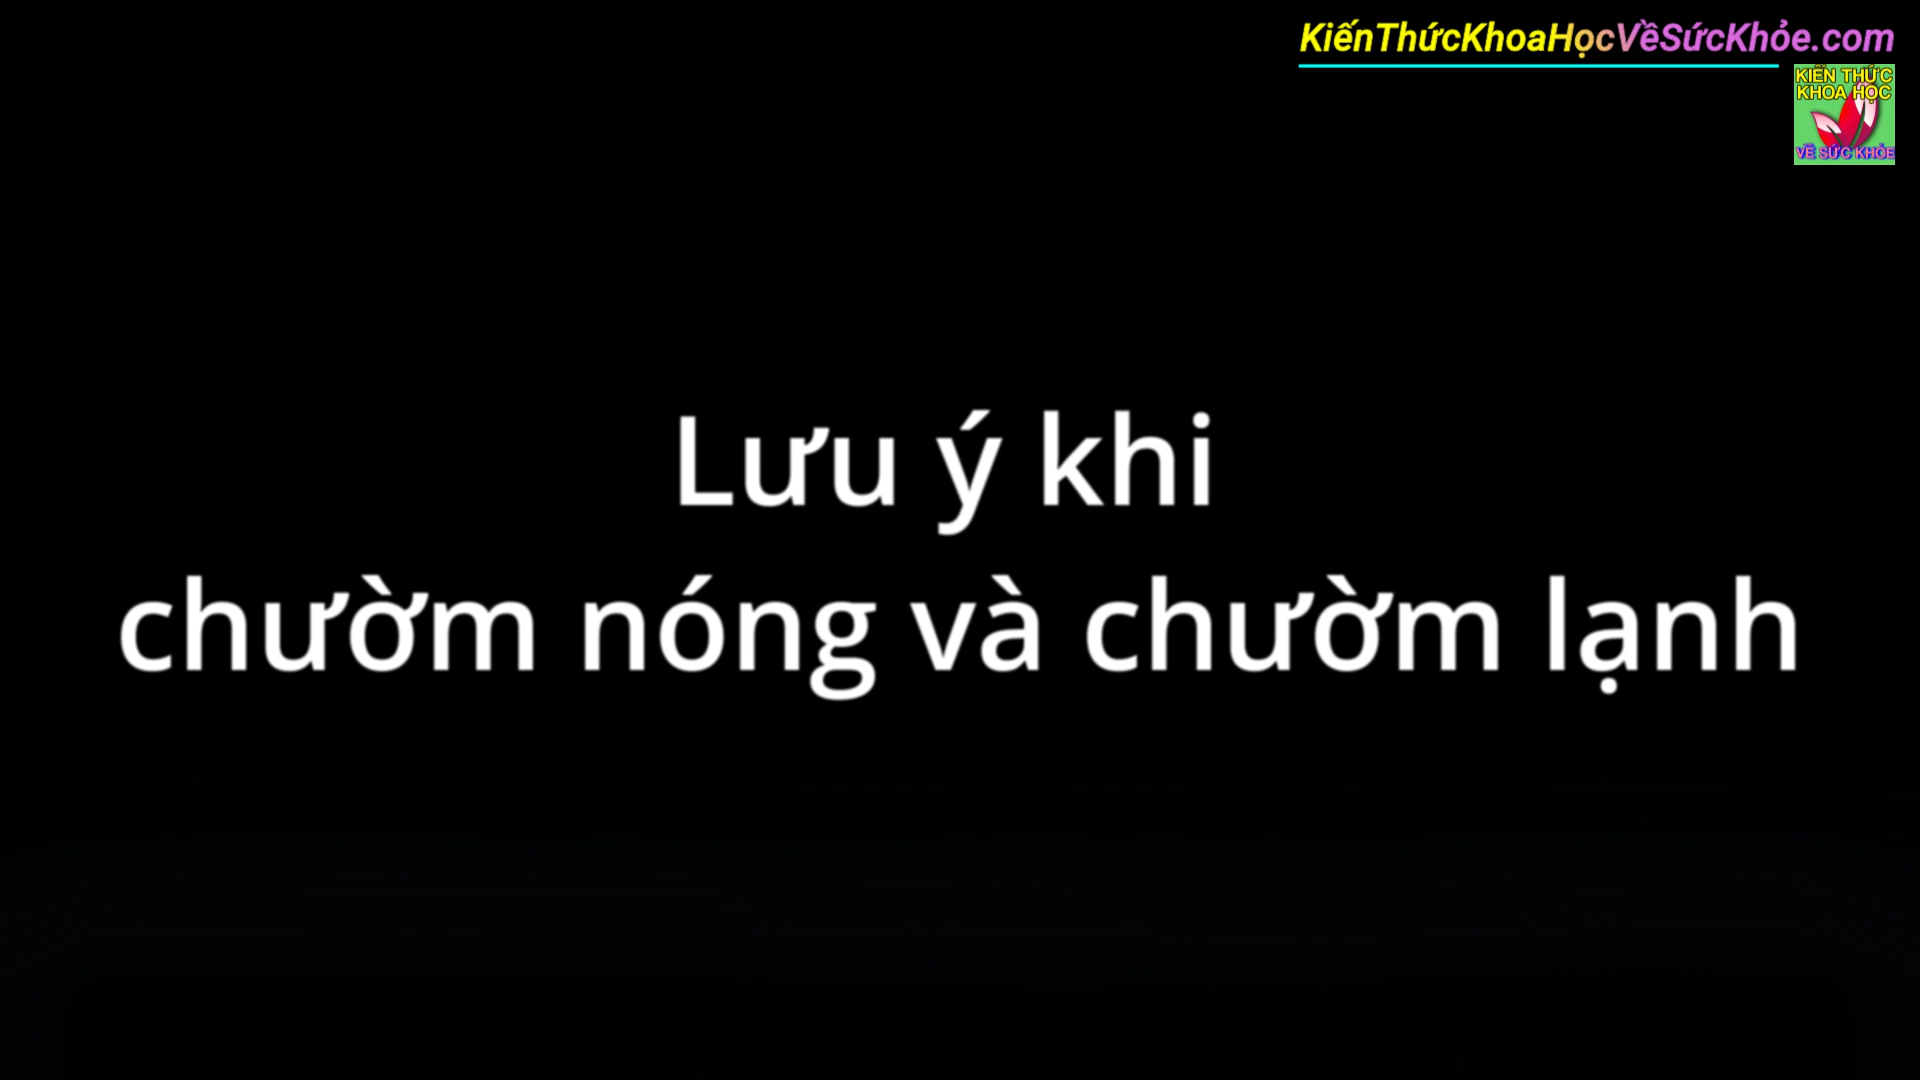 KiếnThứcKhoaHọcVềSứcKhỏe.com
KIẾN THỨC
KHOA HỌC
VỀ SỨC KHỎE
Lưu ý khi
chườm nóng và chườm lạnh